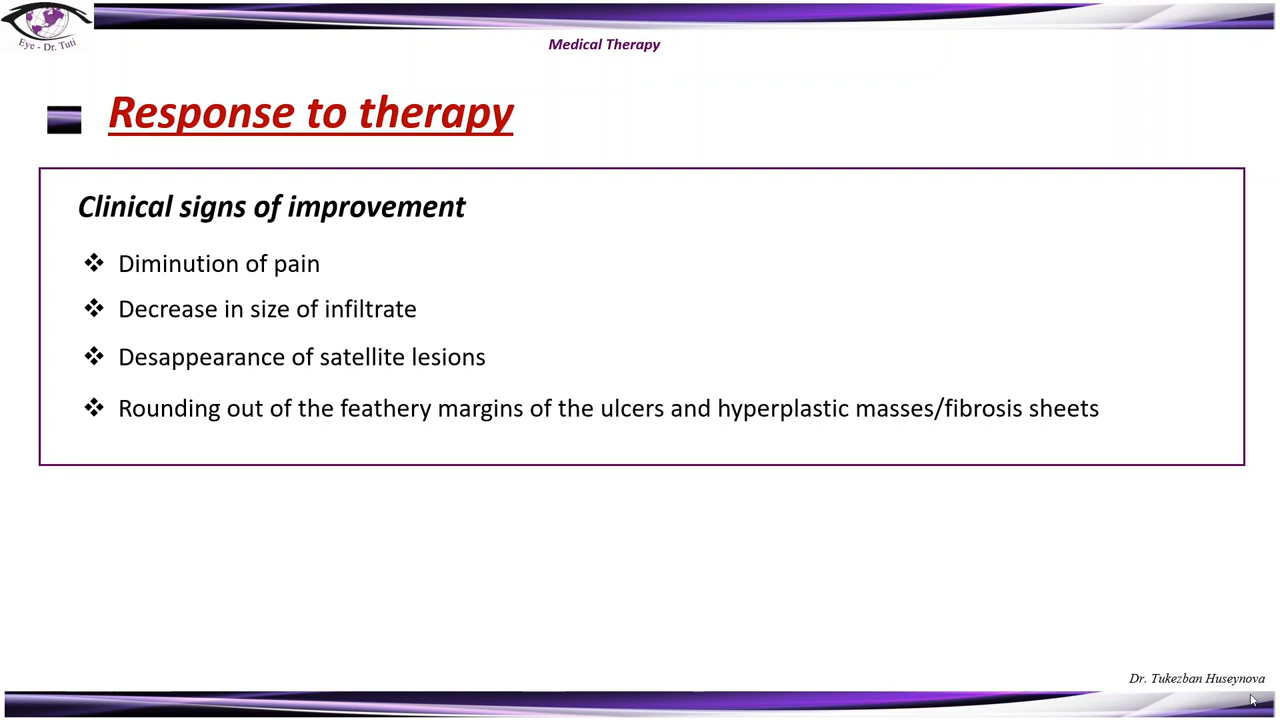 Eye - Dr. Tuti
Medical Therapy
Response to therapy
Clinical signs of improvement
❖ Diminution of pain
❖ Decrease in size of infiltrate
❖ Desappearance of satellite lesions
❖ Rounding out of the feathery margins of the ulcers and hyperplastic masses/fibrosis sheets
Dr. Tukezban Huseynova